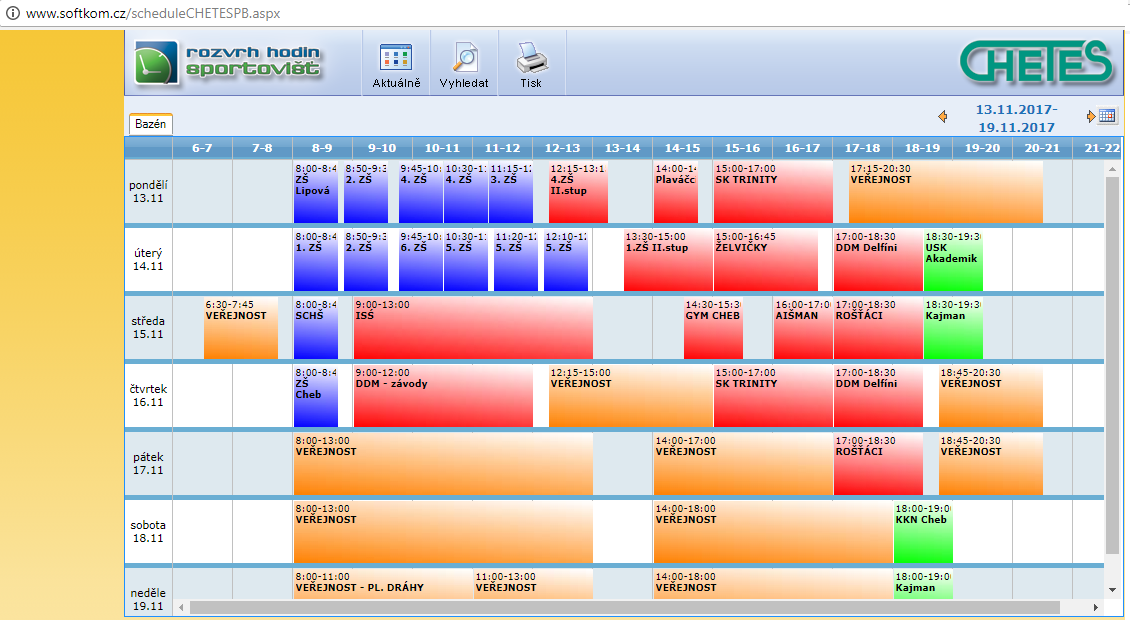 www.softkom.cz/scheduleCHETESPB.aspx
rozvrh hodin
sportovišť
Aktuálně
Vyhledat
Tisk
CHETES
Bazén
13.11.2017-
19.11.2017
6-7 7-8 8-9 9-10 10-11 11-12 12-13 13-14 14-15 15-16 16-17 17-18 18-19 19-20 20-21 21-22
pondělí
13.11
8:00-8:4
ZŠ
Lipová
8:50-9:3
2. ZŠ
9:45-10:
4. ZŠ
10:30-1
4. ZŠ
11:15-12
3. ZŠ
12:15-13:1
4.ZŠ
II.stup
14:00-14
Plaváčc
15:00-17:00
SK TRINITY
17:15-20:30
VEŘEJNOST
úterý
14.11
8:00-8:4
1. ZŠ
8:50-9:3
2. ZŠ
9:45-10:
6. ZŠ
10:30-1
5. ZŠ
11:20-12
5. ZŠ
12:10-12
5. ZŠ
13:30-15:00
1.ZŠ II.stup
15:00-16:45
ŽELVIČKY
17:00-18:30
DDM Delfíni
18:30-19:3
USK
Akademik
středa
15.11
6:30-7:45
VEŘEJNOST
8:00-8:4
SCHŠ
9:00-13:00
ISŠ
14:30-15:3
GYM CHEB
16:00-17:0
AIŠMAN
17:00-18:30
ROŠŤÁCI
18:30-19:3
Kajman
čtvrtek
16.11
8:00-8:4
ZŠ
Cheb
9:00-12:00
DDM - závody
12:15-15:00
VEŘEJNOST
15:00-17:00
SK TRINITY
17:00-18:30
DDM Delfíni
18:45-20:30
VEŘEJNOST
pátek
17.11
8:00-13:00
VEŘEJNOST
14:00-17:00
VEŘEJNOST
17:00-18:30
ROŠŤÁCI
18:45-20:30
VEŘEJNOST
sobota
18.11
8:00-13:00
VEŘEJNOST
14:00-18:00
VEŘEJNOST
18:00-19:0
KKN Cheb
neděle
19.11
8:00-11:00
VEŘEJNOST - PL. DRÁHY
11:00-13:00
VEŘEJNOST
14:00-18:00
VEŘEJNOST
18:00-19:0
Kajman